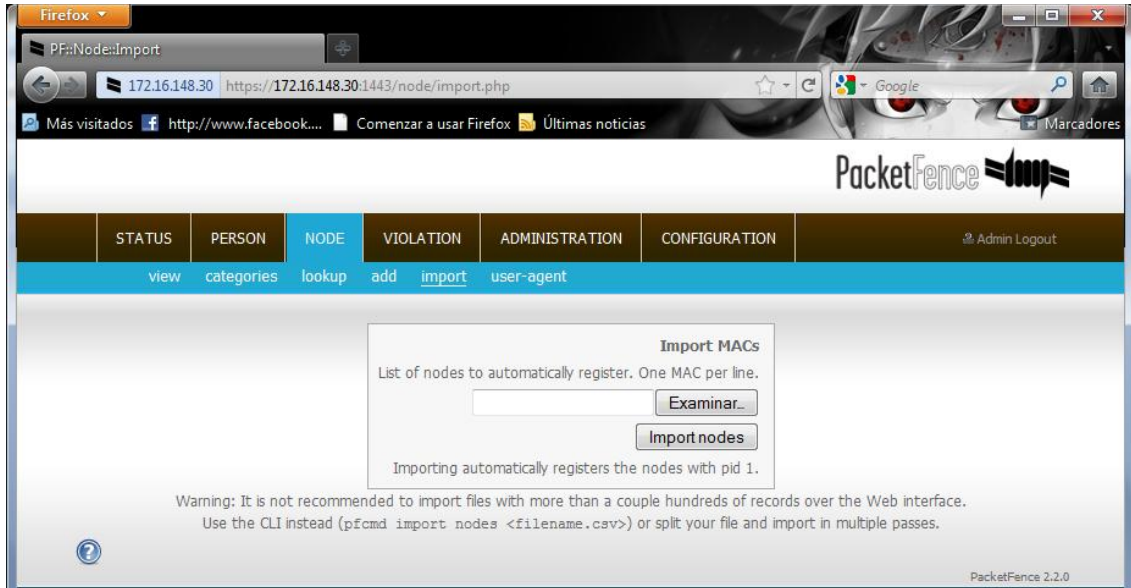 Firefox
PF::Node::Import
172.16.148.30 https://172.16.148.30:1443/node/import.php
Google
Más visitados http://www.facebook.... Comenzar a usar Firefox Últimas noticias Marcadores
PacketFence
STATUS PERSON NODE VIOLATION ADMINISTRATION CONFIGURATION Admin Logout
view categories lookup add import user-agent
Import MACs
List of nodes to automatically register. One MAC per line.
Examinar...
Import nodes
Importing automatically registers the nodes with pid 1.
Warning: It is not recommended to import files with more than a couple hundreds of records over the Web interface.
Use the CLI instead (pfcmd import nodes <filename.csv>) or split your file and import in multiple passes.
PacketFence 2.2.0